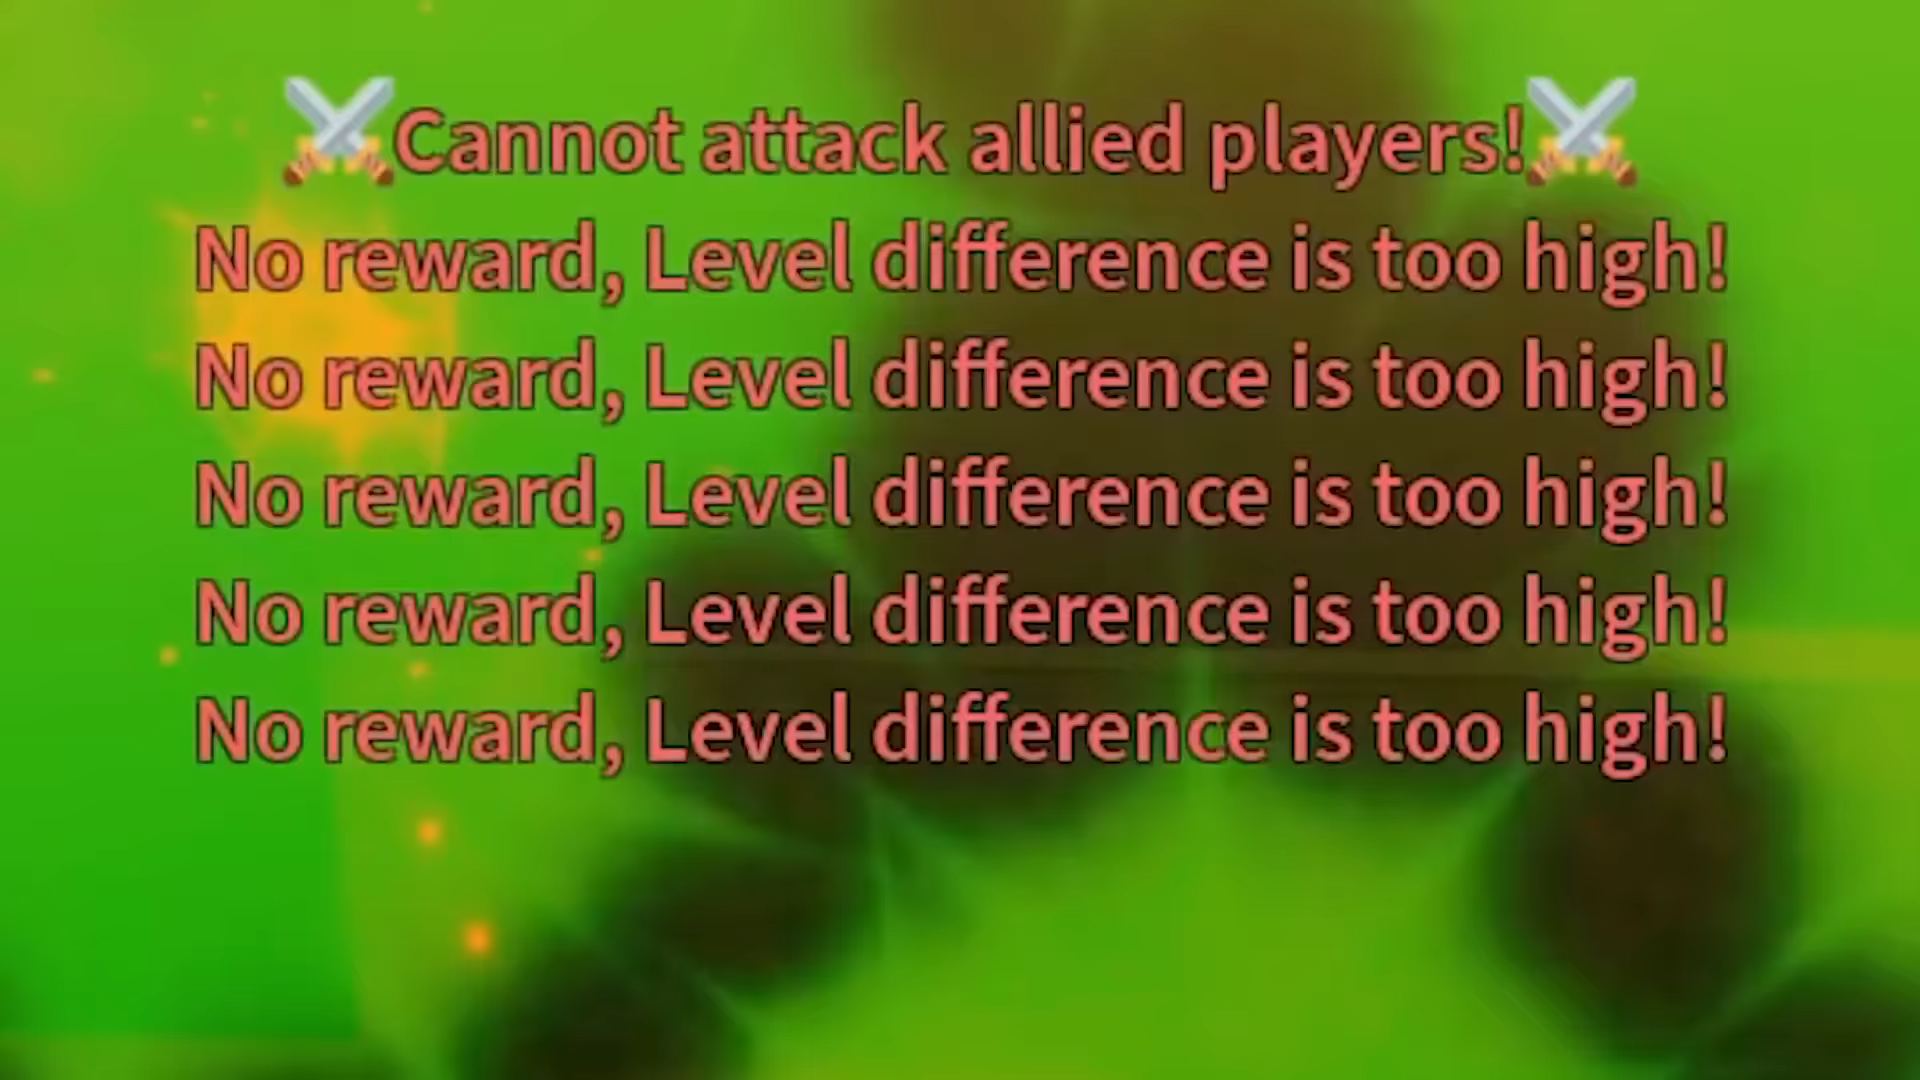 ⚔️Cannot attack allied players!⚔️
No reward, Level difference is too high!
No reward, Level difference is too high!
No reward, Level difference is too high!
No reward, Level difference is too high!
No reward, Level difference is too high!